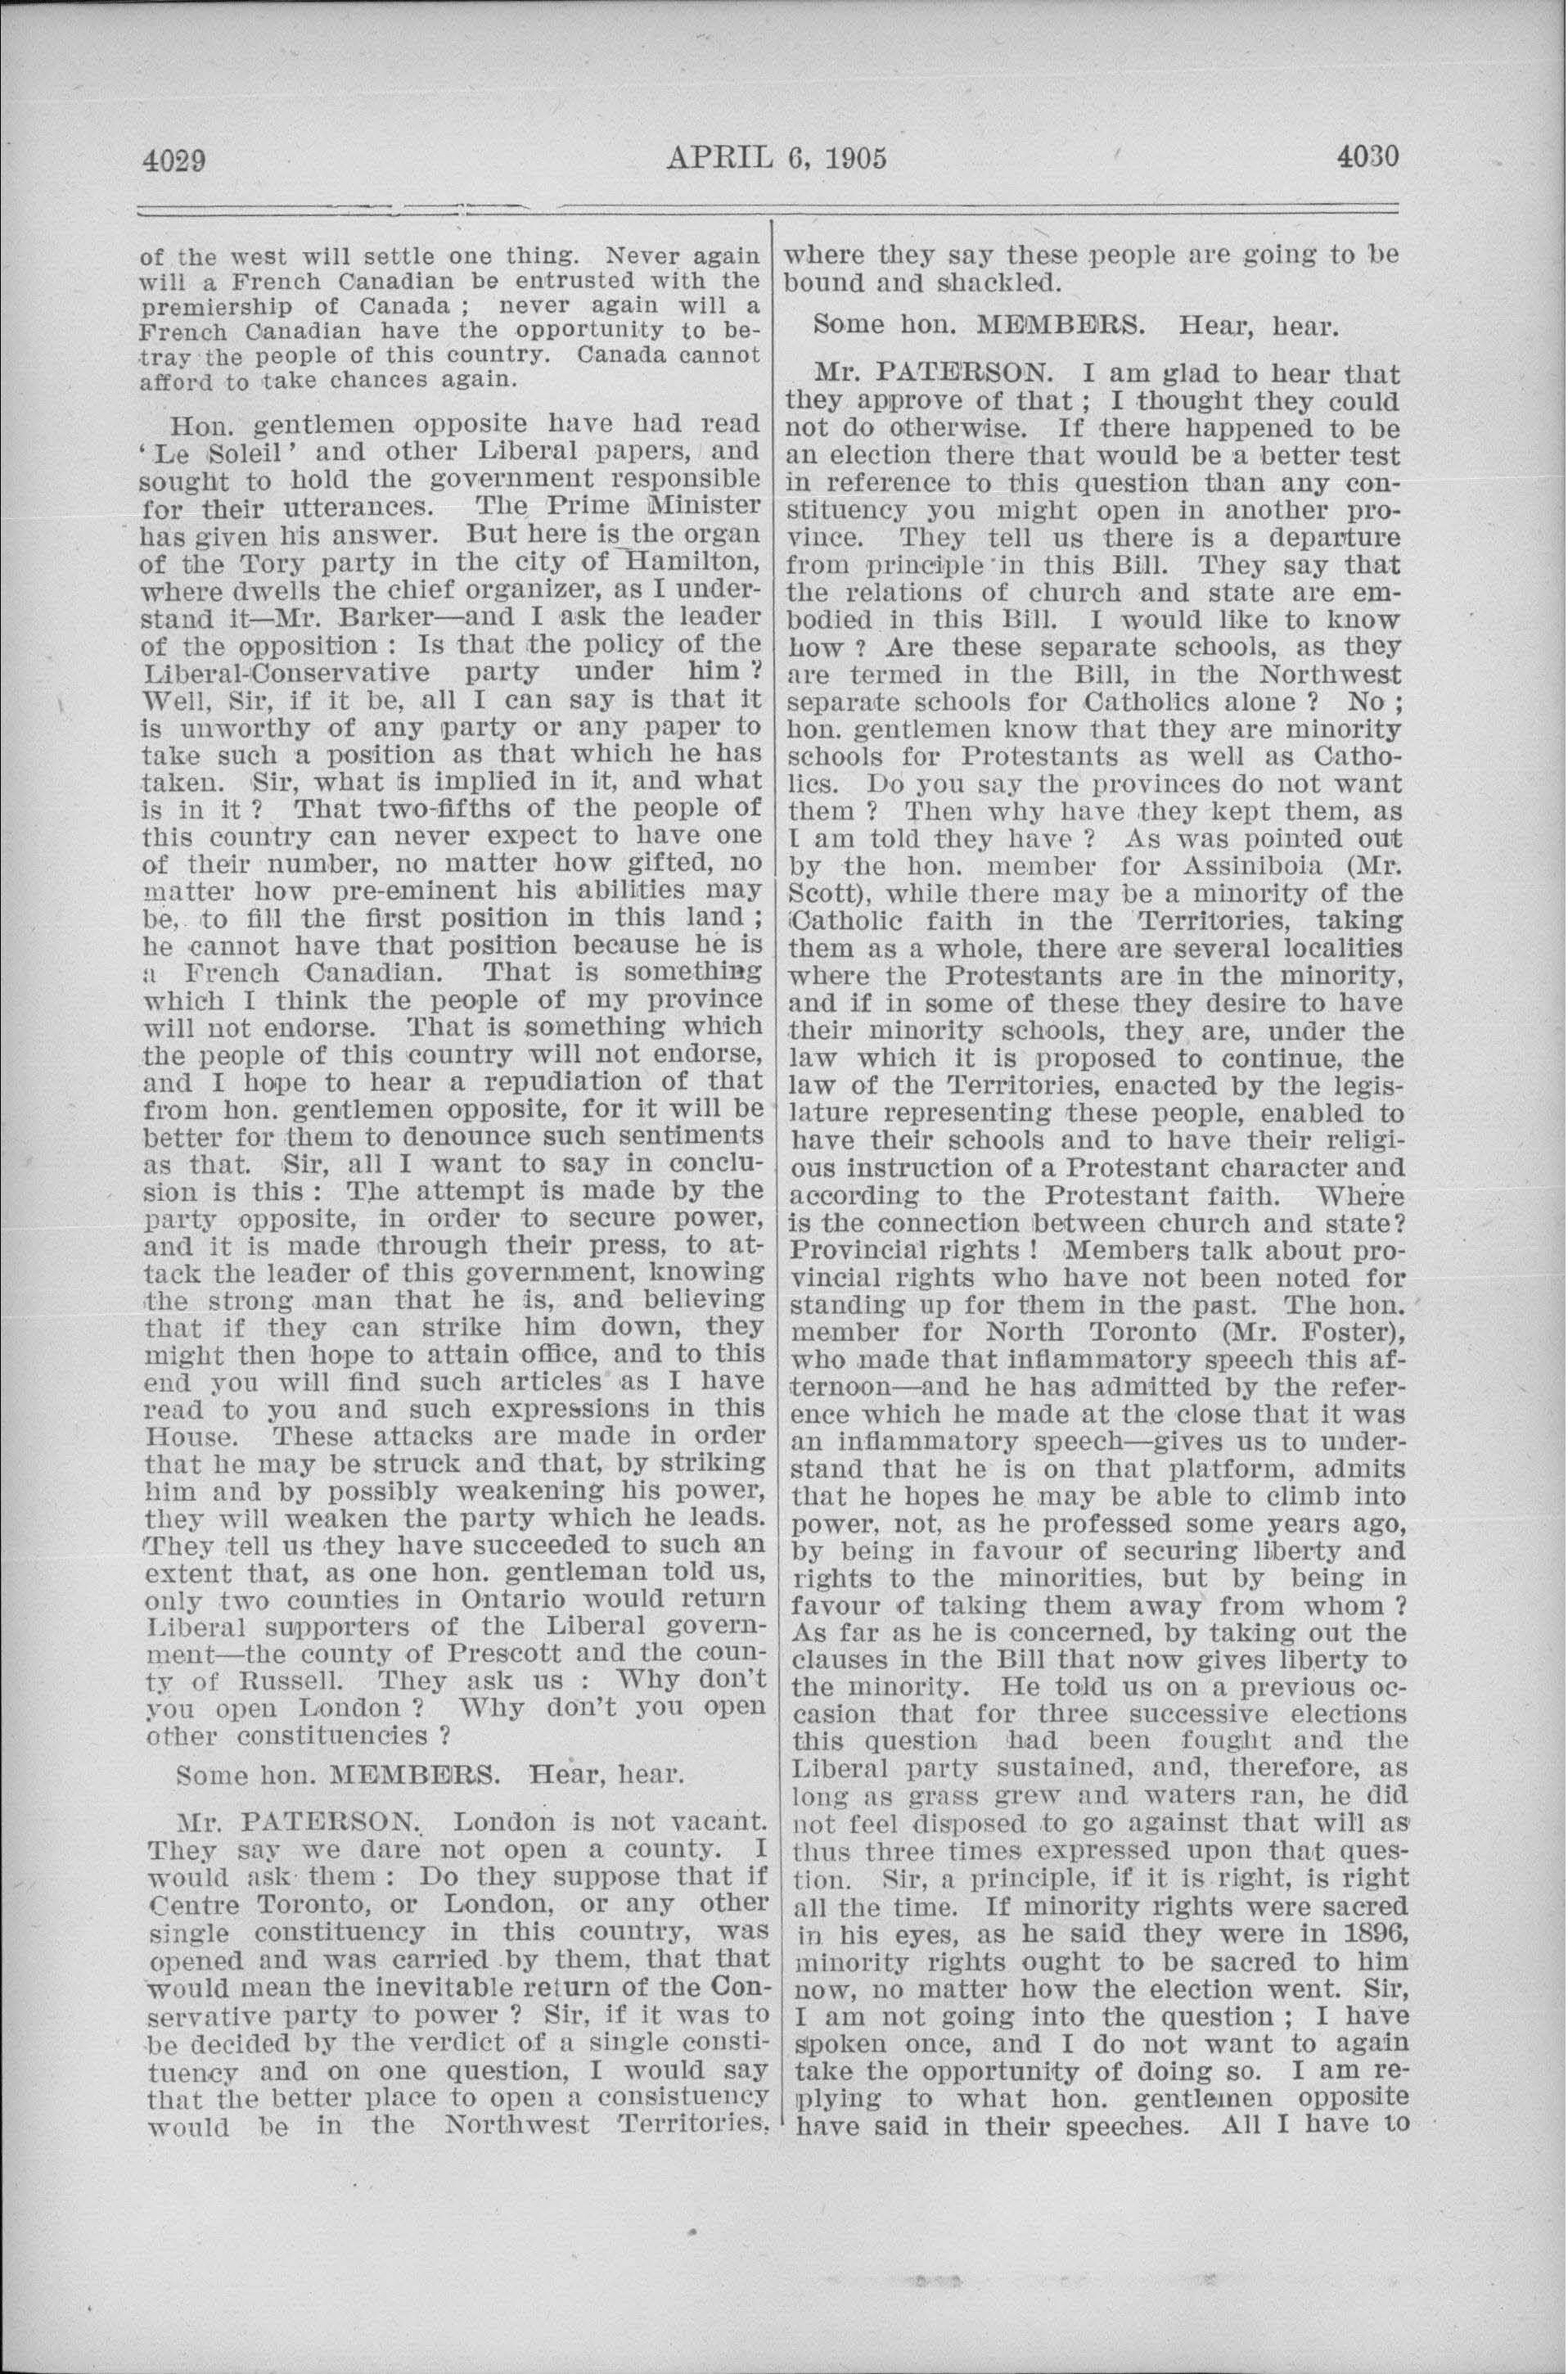 4029
APRIL 6, 1905
4030
of the west will settle one thing. Never again
will a French Canadian be entrusted with the
premiership of Canada ; never again will a
French Canadian have the opportunity to be-
tray the people of this country. Canada cannot
afford to take chances again.
Hon. gentlemen opposite have had read
‘ Le Soleil ’ and other Liberal papers, and
sought to hold the government responsible
for their utterances. The Prime Minister
has given his answer. But here is the organ
of the Tory party in the city of Hamilton,
where dwells the chief organizer, as I under-
stand it—Mr. Barker—and I ask the leader
of the opposition : Is that the policy of the
Liberal-Conservative party under him ?
Well, Sir, if it be, all I can say is that it
is unworthy of any party or any paper to
take such a position as that which he has
taken. Sir, what is implied in it, and what
is in it ? That two-fifths of the people of
this country can never expect to have one
of their number, no matter how gifted, no
matter how pre-eminent his abilities may
be, to fill the first position in this land ;
he cannot have that position because he is
a French Canadian. That is something
which I think the people of my province
will not endorse. That is something which
the people of this country will not endorse,
and I hope to hear a repudiation of that
from hon. gentlemen opposite, for it will be
better for them to denounce such sentiments
as that. Sir, all I want to say in conclu-
sion is this : The attempt is made by the
party opposite, in order to secure power,
and it is made through their press, to at-
tack the leader of this government, knowing
the strong man that he is, and believing
that if they can strike him down, they
might then hope to attain office, and to this
end you will find such articles as I have
read to you and such expressions in this
House. These attacks are made in order
that he may be struck and that, by striking
him and by possibly weakening his power,
they will weaken the party which he leads.
They tell us they have succeeded to such an
extent that, as one hon. gentleman told us,
only two counties in Ontario would return
Liberal supporters of the Liberal govern-
ment—the county of Prescott and the coun-
ty of Russell. They ask us : Why don't
you open London ? Why don't you open
other constituencies ?
Some hon. MEMBERS. Hear, hear.
Mr. PATERSON. London is not vacant.
They say we dare not open a county. I
would ask them : Do they suppose that if
Centre Toronto, or London, or any other
single constituency in this country, was
opened and was carried by them, that that
would mean the inevitable return of the Con-
servative party to power ? Sir, if it was to
be decided by the verdict of a single consti-
tuency and on one question, I would say
that the better place to open a consistuency
would be in the Northwest Territories,
where they say these people are going to be
bound and shackled.
Some hon. MEMBERS. Hear, hear.
Mr. PATERSON. I am glad to hear that
they approve of that ; I thought they could
not do otherwise. If there happened to be
an election there that would be a better test
in reference to this question than any con-
stituency you might open in another pro-
vince. They tell us there is a departure
from principle in this Bill. They say that
the relations of church and state are em-
bodied in this Bill. I would like to know
how ? Are these separate schools, as they
are termed in the Bill, in the Northwest
separate schools for Catholics alone ? No ;
hon. gentlemen know that they are minority
schools for Protestants as well as Catho-
lics. Do you say the provinces do not want
them ? Then why have they kept them, as
I am told they have ? As was pointed out
by the hon. member for Assiniboia (Mr.
Scott), while there may be a minority of the
Catholic faith in the Territories, taking
them as a whole, there are several localities
where the Protestants are in the minority,
and if in some of these they desire to have
their minority schools, they are, under the
law which it is proposed to continue, the
law of the Territories, enacted by the legis-
lature representing these people, enabled to
have their schools and to have their religi-
ous instruction of a Protestant character and
according to the Protestant faith. Where
is the connection between church and state?
Provincial rights ! Members talk about pro-
vincial rights who have not been noted for
standing up for them in the past. The hon.
member for North Toronto (Mr. Foster),
who made that inflammatory speech this af-
ternoon—and he has admitted by the refer-
ence which he made at the close that it was
an inflammatory speech—gives us to under-
stand that he is on that platform, admits
that he hopes he may be able to climb into
power, not, as he professed some years ago,
by being in favour of securing liberty and
rights to the minorities, but by being in
favour of taking them away from whom ?
As far as he is concerned, by taking out the
clauses in the Bill that now gives liberty to
the minority. He told us on a previous oc-
casion that for three successive elections
this question had been fought and the
Liberal party sustained, and, therefore, as
long as grass grew and waters ran, he did
not feel disposed to go against that will as
thus three times expressed upon that ques-
tion. Sir, a principle, if it is right, is right
all the time. If minority rights were sacred
in his eyes, as he said they were in 1896,
minority rights ought to be sacred to him
now, no matter how the election went. Sir,
I am not going into the question ; I have
spoken once, and I do not want to again
take the opportunity of doing so. I am re-
plying to what hon. gentlemen opposite
have said in their speeches. All I have to